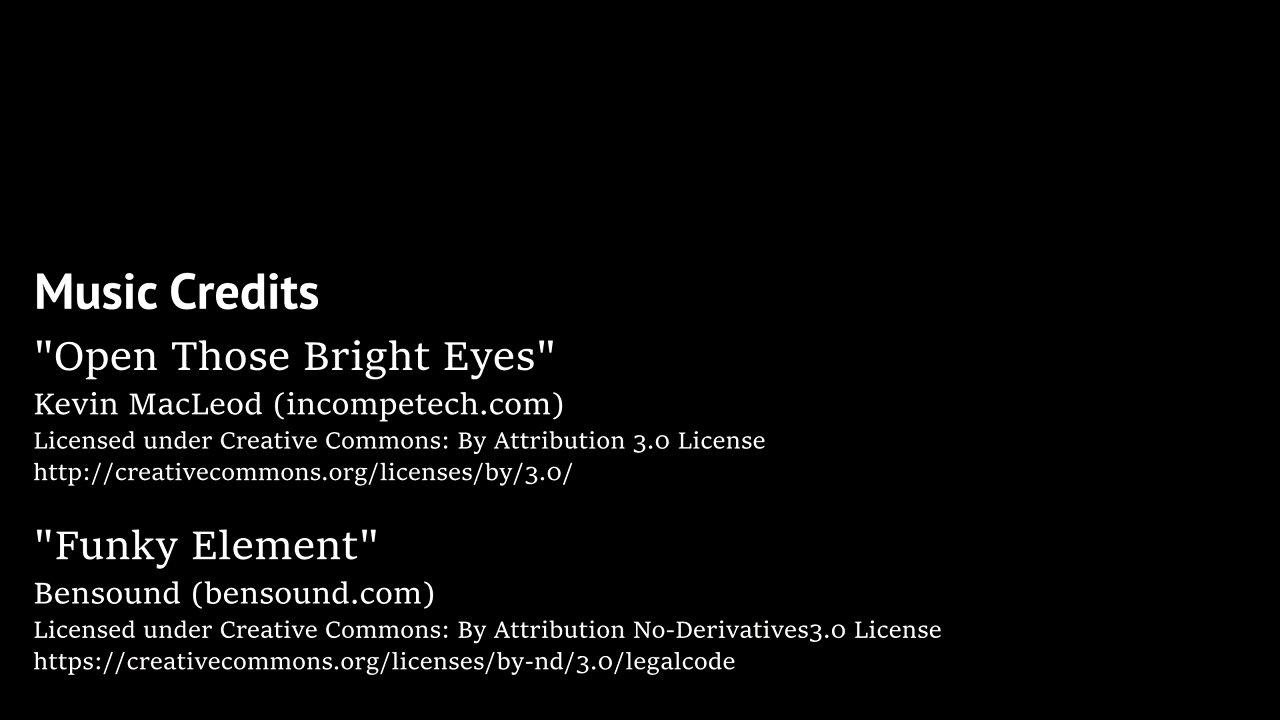 Music Credits
"Open Those Bright Eyes"
Kevin MacLeod (incompetech.com)
Licensed under Creative Commons: By Attribution 3.0 License
http://creativecommons.org/licenses/by/3.0/
"Funky Element"
Bensound (bensound.com)
Licensed under Creative Commons: By Attribution No-Derivatives3.0 License
https://creativecommons.org/licenses/by-nd/3.0/legalcode